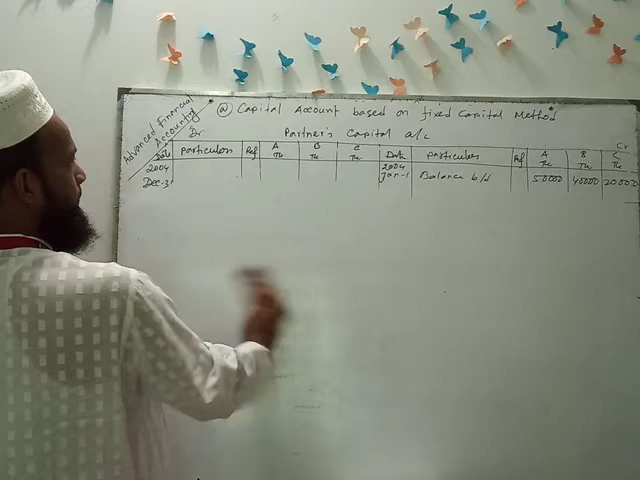 Advanced Financial
Accounting
(a) Capital Account based on fixed Capital Method
Dr Partner's Capital a/c Cr
Date Particulars Ref A Tk B Tk C Tk Date Particulars Ref A Tk B Tk C Tk
2004 2004
Dec-31 Jan-1 Balance b/d 50000 40000 20000